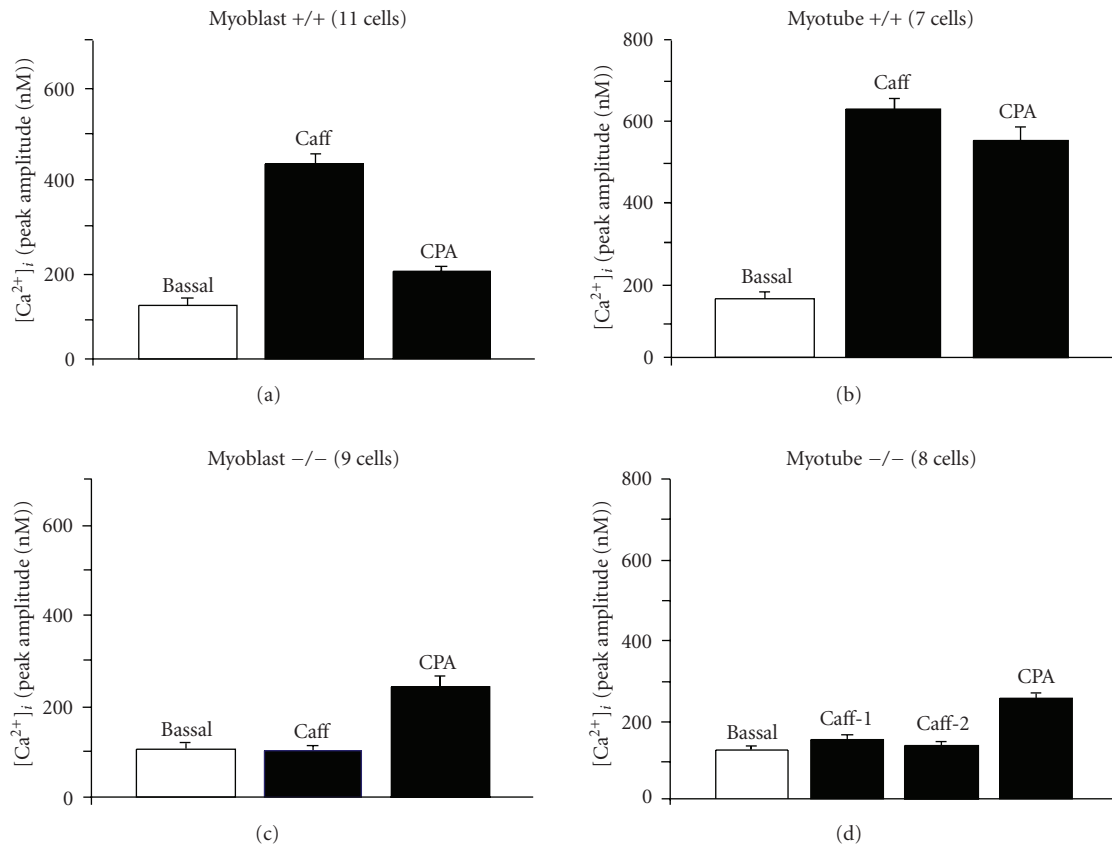 Myoblast +/+ (11 cells)
[Ca²⁺]ᵢ (peak amplitude (nM))
600
400
200
0
Bassal
Caff
CPA
(a)
Myotube +/+ (7 cells)
[Ca²⁺]ᵢ (peak amplitude (nM))
800
600
400
200
0
Bassal
Caff
CPA
(b)
Myoblast −/− (9 cells)
[Ca²⁺]ᵢ (peak amplitude (nM))
600
400
200
0
Bassal
Caff
CPA
(c)
Myotube −/− (8 cells)
[Ca²⁺]ᵢ (peak amplitude (nM))
800
600
400
200
0
Bassal
Caff-1
Caff-2
CPA
(d)